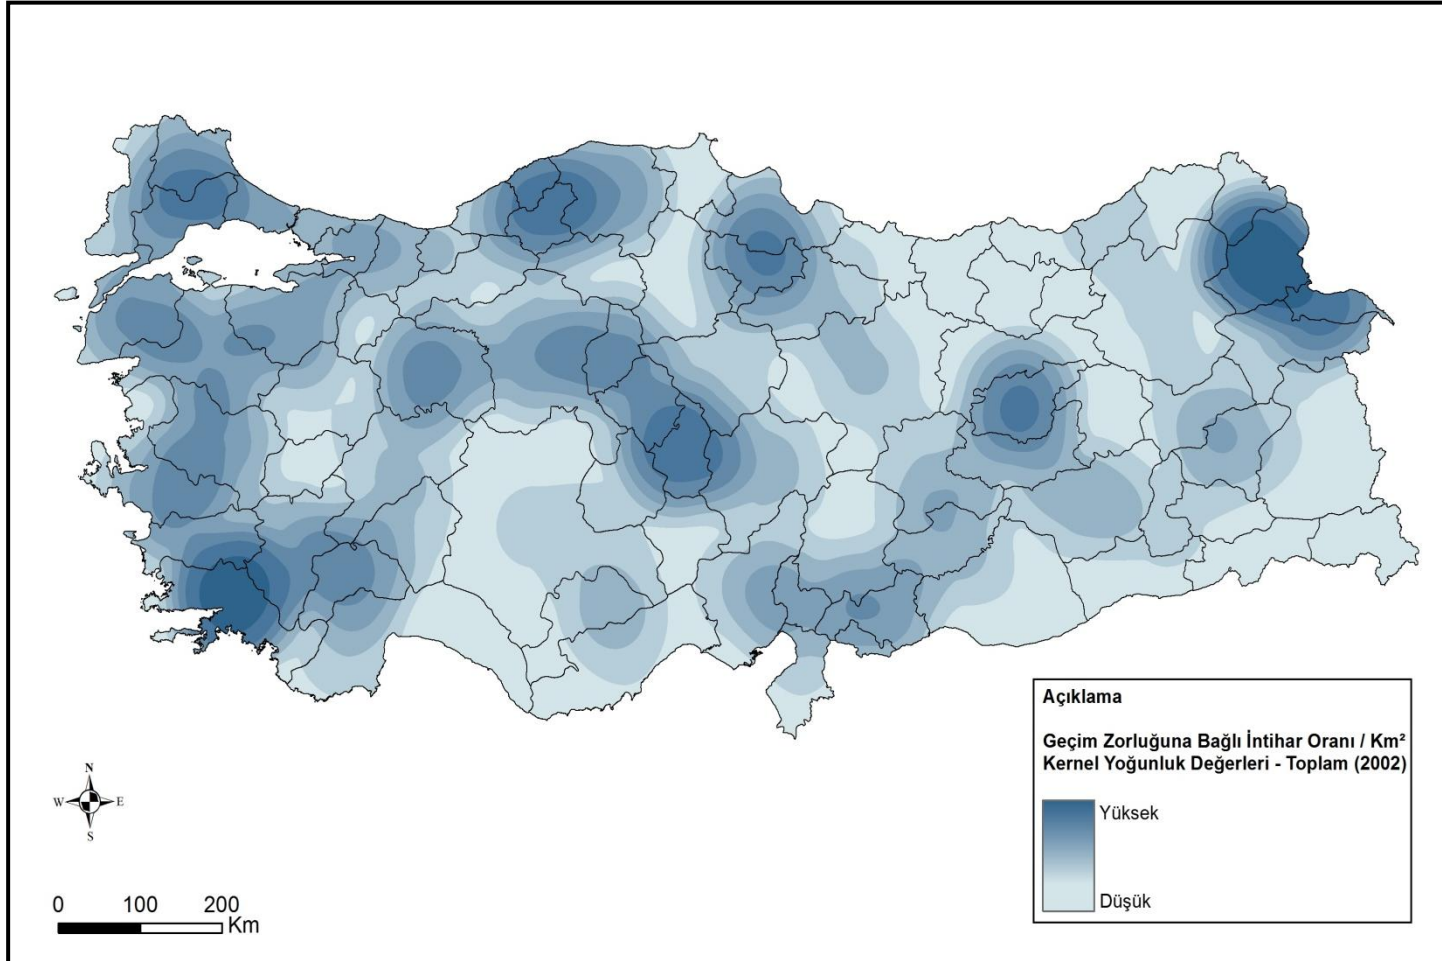 Açıklama
Geçim Zorluğuna Bağlı İntihar Oranı / Km²
Kernel Yoğunluk Değerleri - Toplam (2002)
Yüksek
Düşük
N
W E
S
0 100 200
Km